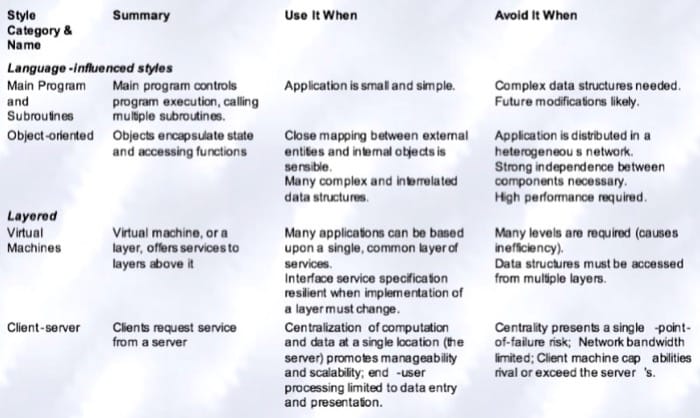 Style Category & Name
Summary
Use It When
Avoid It When
Language -influenced styles
Main Program and Subroutines
Main program controls program execution, calling multiple subroutines.
Application is small and simple.
Complex data structures needed.
Future modifications likely.
Object-oriented
Objects encapsulate state and accessing functions
Close mapping between external entities and internal objects is sensible.
Many complex and interrelated data structures.
Application is distributed in a heterogeneou s network.
Strong independence between components necessary.
High performance required.
Layered
Virtual Machines
Virtual machine, or a layer, offers services to layers above it
Many applications can be based upon a single, common layer of services.
Interface service specification resilient when implementation of a layer must change.
Many levels are required (causes inefficiency).
Data structures must be accessed from multiple layers.
Client-server
Clients request service from a server
Centralization of computation and data at a single location (the server) promotes manageability and scalability; end -user processing limited to data entry and presentation.
Centrality presents a single -point-of-failure risk; Network bandwidth limited; Client machine cap abilities rival or exceed the server 's.